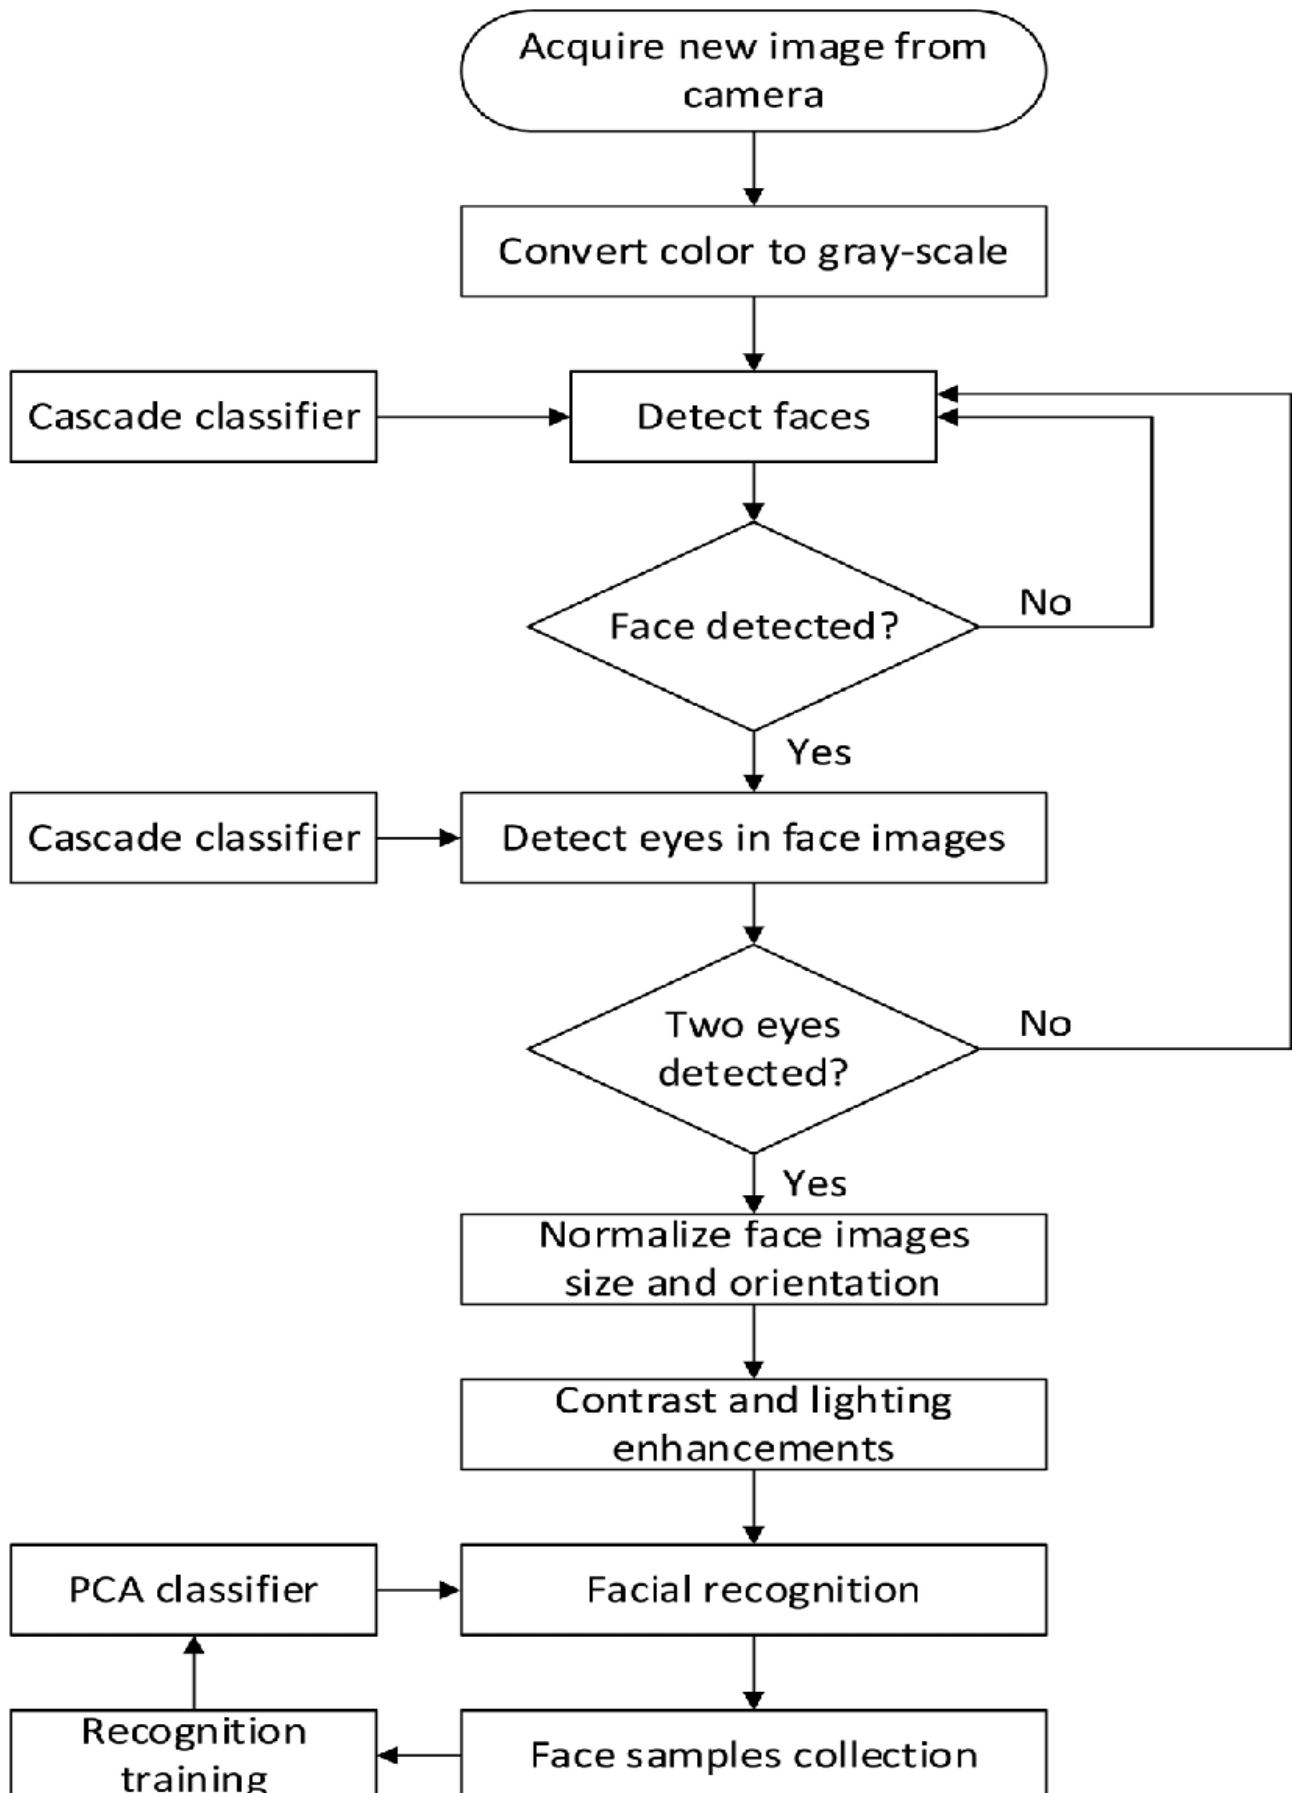 Acquire new image from
camera
Convert color to gray-scale
Cascade classifier
Detect faces
Face detected?
No
Yes
Cascade classifier
Detect eyes in face images
Two eyes
detected?
No
Yes
Normalize face images
size and orientation
Contrast and lighting
enhancements
PCA classifier
Facial recognition
Recognition
training
Face samples collection